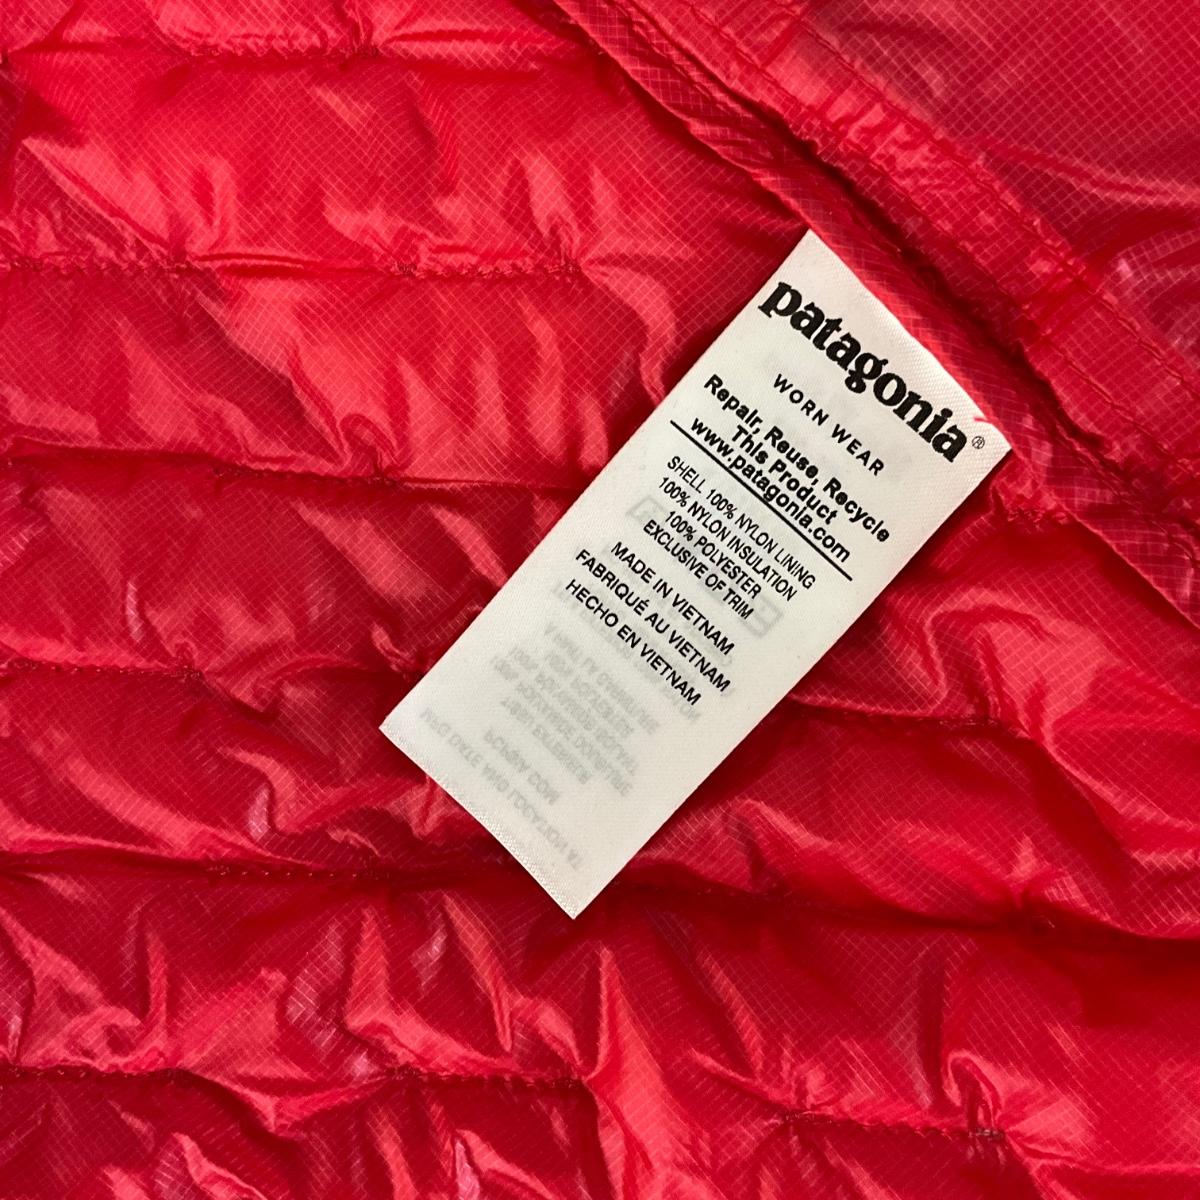 patagonia®
WORN WEAR
Repair, Reuse, Recycle
This Product
www.patagonia.com
SHELL 100% NYLON LINING
100% NYLON INSULATION
100% POLYESTER
EXCLUSIVE OF TRIM
MADE IN VIETNAM
FABRIQUÉ AU VIETNAM
HECHO EN VIETNAM